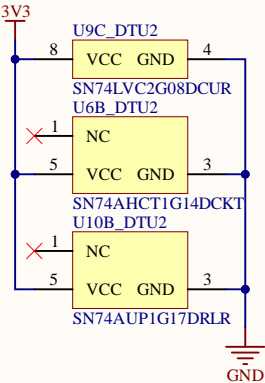 3V3
U9C_DTU2
8 VCC GND 4
SN74LVC2G08DCUR
U6B_DTU2
1 NC
5 VCC GND 3
SN74AHCT1G14DCKT
U10B_DTU2
1 NC
5 VCC GND 3
SN74AUP1G17DRLR
GND